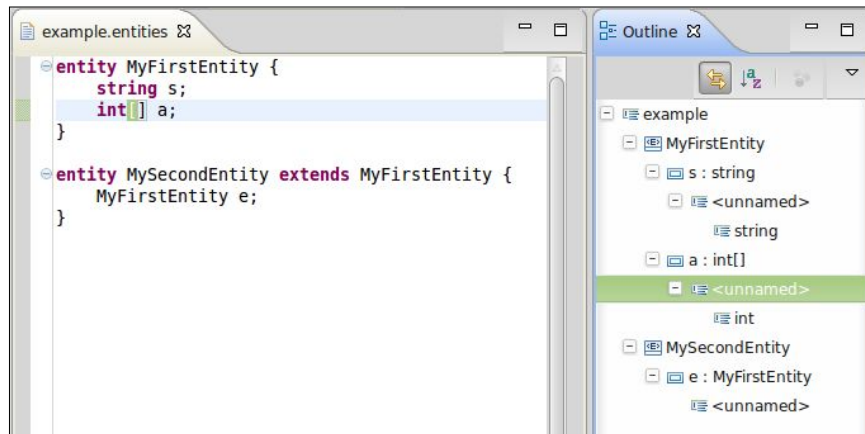 example.entities
entity MyFirstEntity {
string s;
int[] a;
}
entity MySecondEntity extends MyFirstEntity {
MyFirstEntity e;
}
Outline
a
z
example
MyFirstEntity
s : string
<unnamed>
string
a : int[]
<unnamed>
int
MySecondEntity
e : MyFirstEntity
<unnamed>